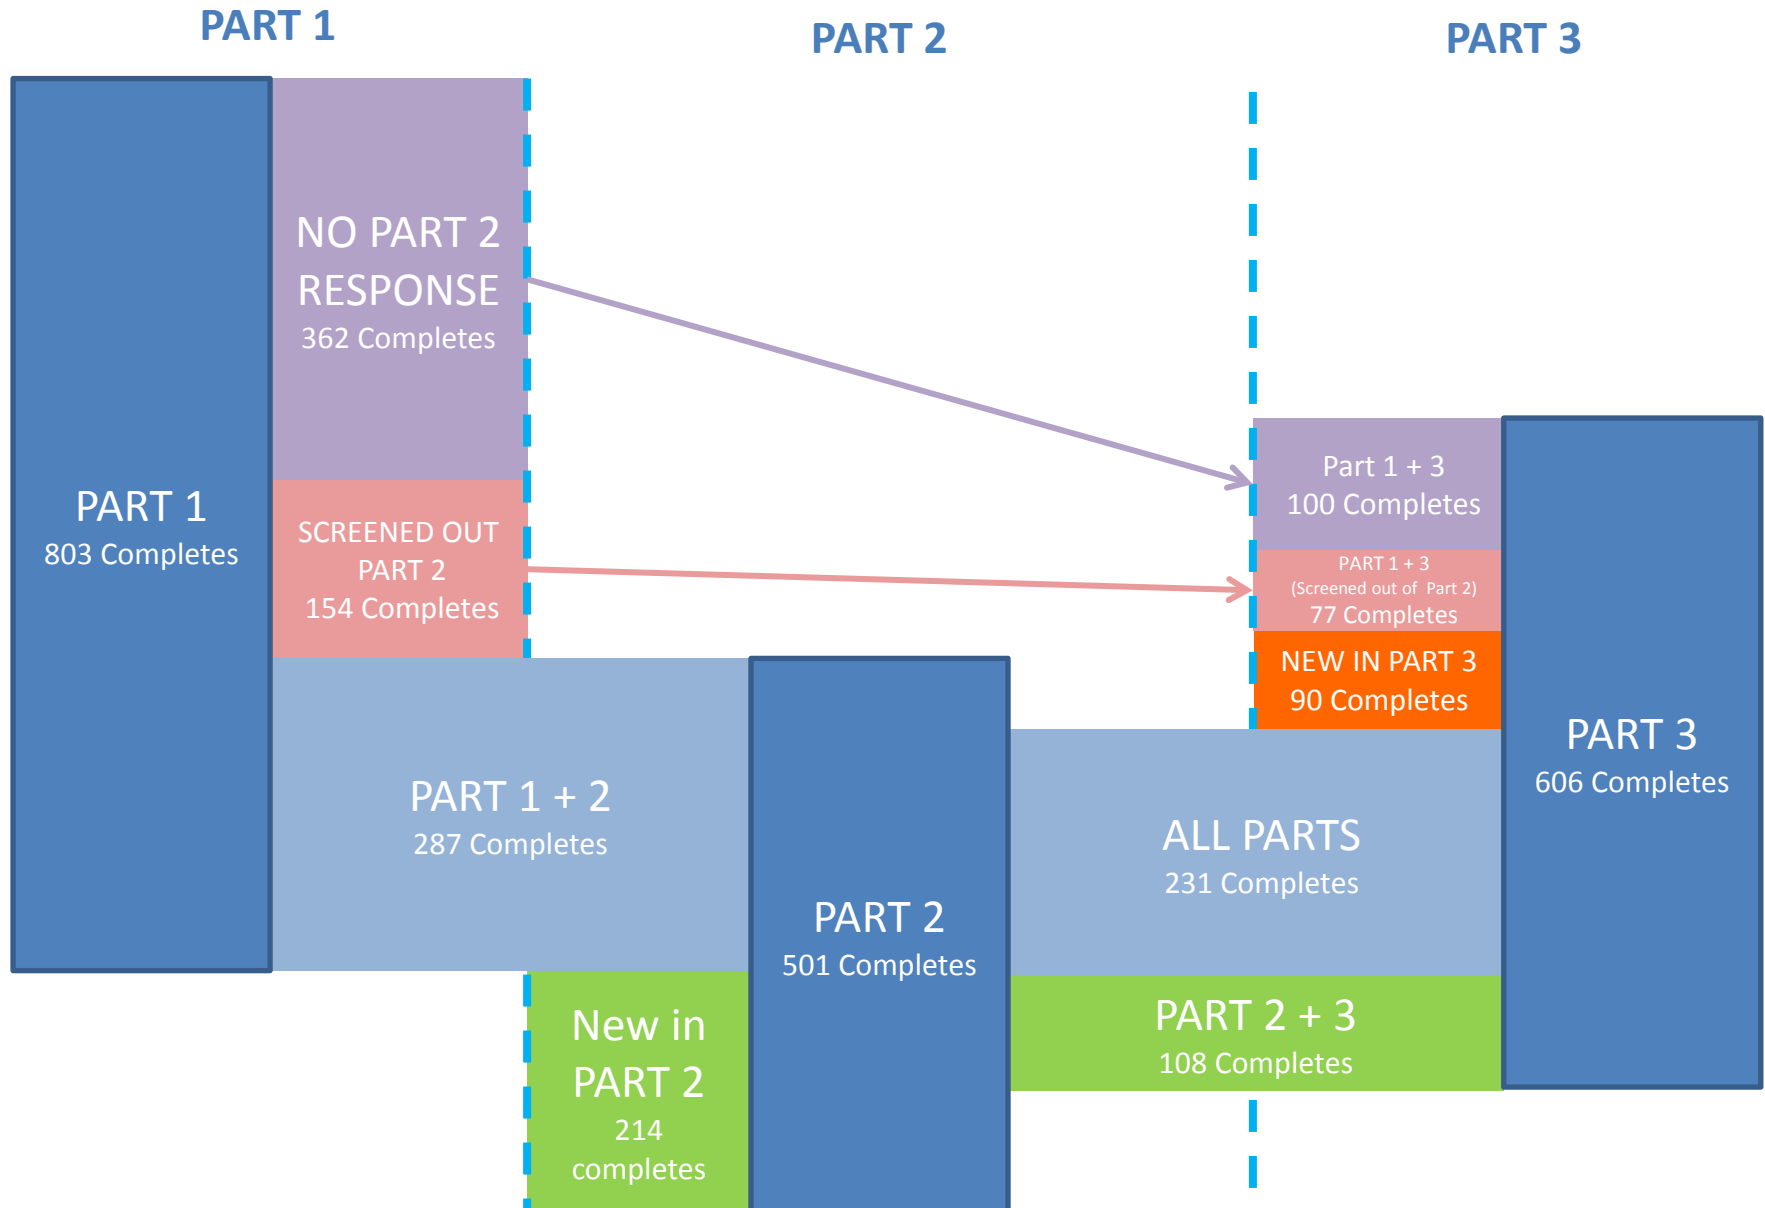 PART 1
PART 2
PART 3
PART 1
803 Completes
NO PART 2
RESPONSE
362 Completes
SCREENED OUT
PART 2
154 Completes
PART 1 + 2
287 Completes
New in
PART 2
214
completes
PART 2
501 Completes
Part 1 + 3
100 Completes
PART 1 + 3
(Screened out of Part 2)
77 Completes
NEW IN PART 3
90 Completes
ALL PARTS
231 Completes
PART 2 + 3
108 Completes
PART 3
606 Completes